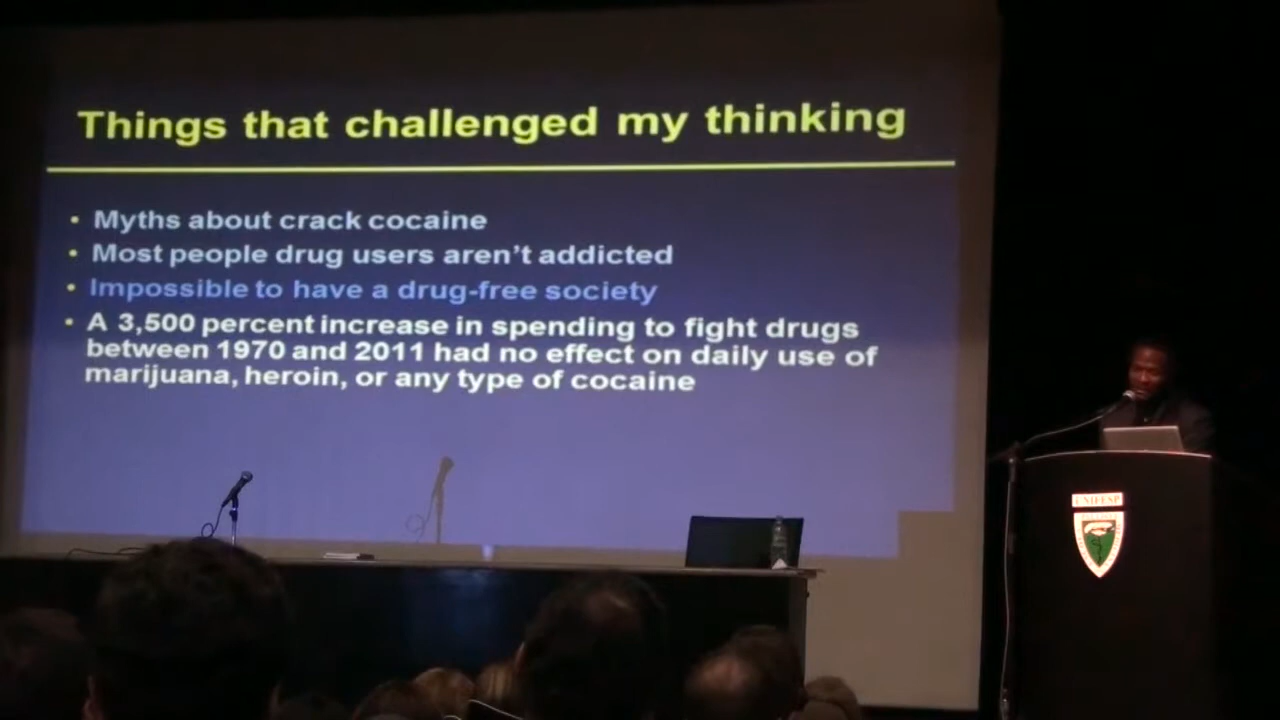 Things that challenged my thinking
• Myths about crack cocaine
• Most people drug users aren't addicted
• Impossible to have a drug-free society
• A 3,500 percent increase in spending to fight drugs
between 1970 and 2011 had no effect on daily use of
marijuana, heroin, or any type of cocaine
UNIFESP